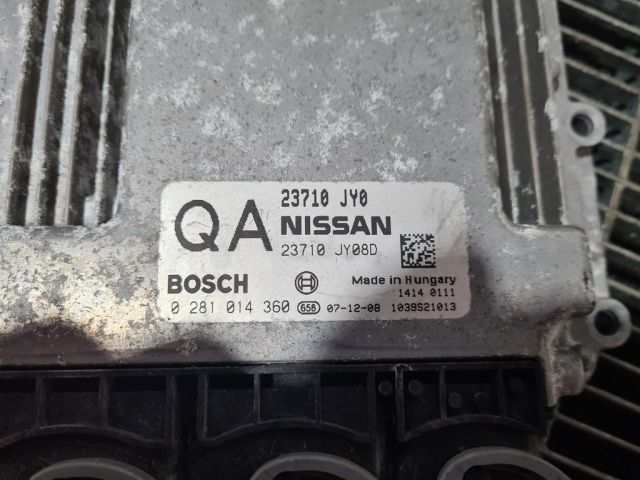 23710 JY0
QA NISSAN
23710 JY08D
BOSCH Made in Hungary
1414 0111
0 281 014 360 658 07-12-08 1039S21013